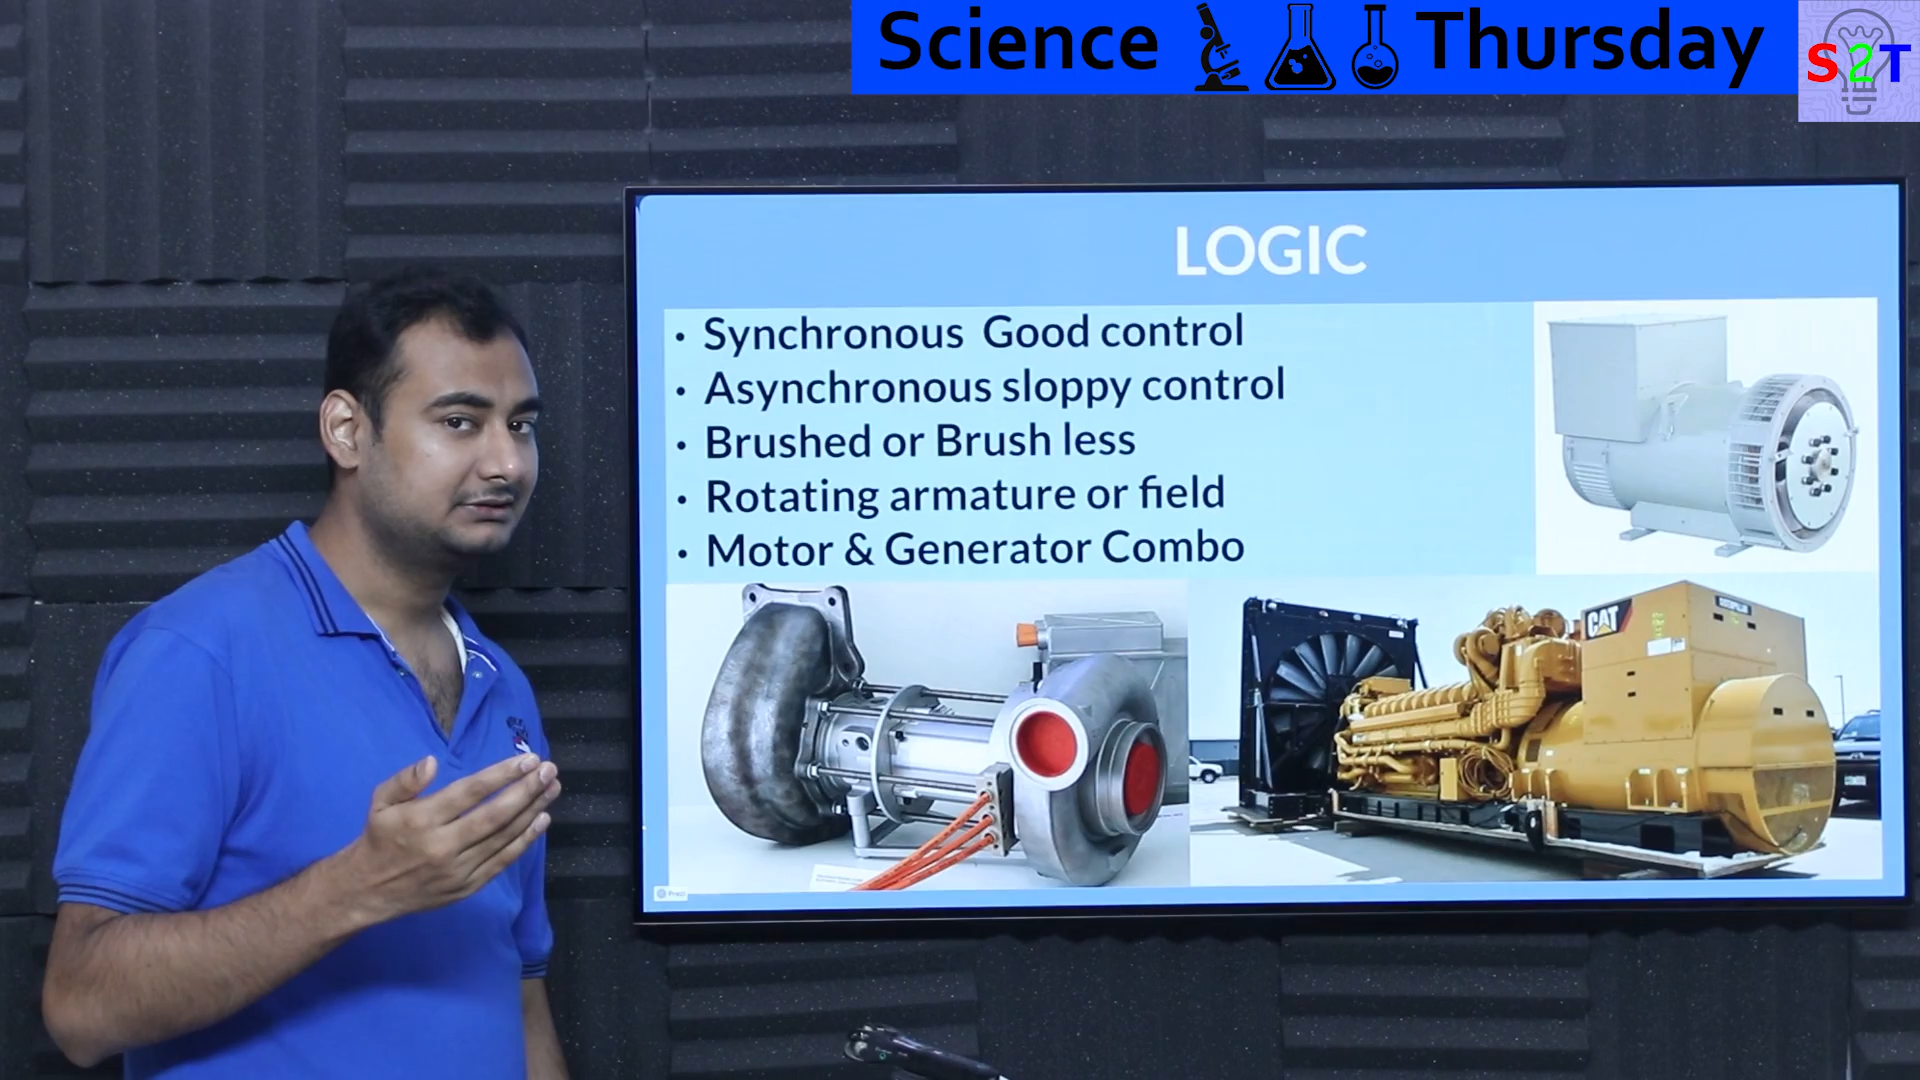 Science Thursday
S2T
LOGIC
• Synchronous  Good control
• Asynchronous sloppy control
• Brushed or Brush less
• Rotating armature or field
• Motor & Generator Combo
CAT
Prezi